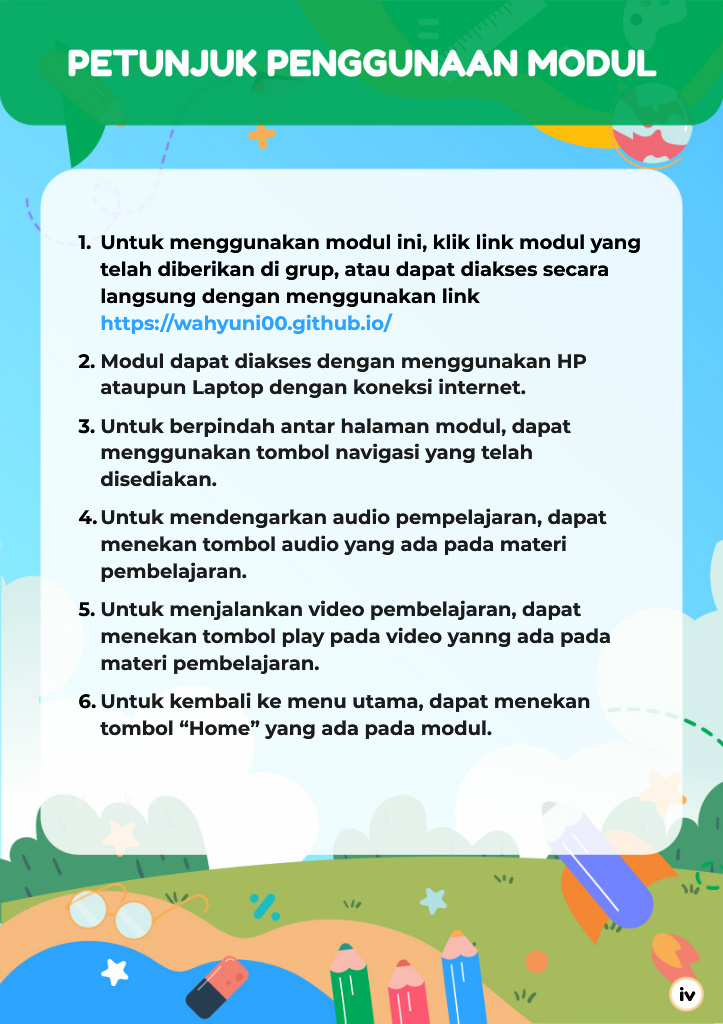 PETUNJUK PENGGUNAAN MODUL
1. Untuk menggunakan modul ini, klik link modul yang
telah diberikan di grup, atau dapat diakses secara
langsung dengan menggunakan link
https://wahyuni00.github.io/
2. Modul dapat diakses dengan menggunakan HP
ataupun Laptop dengan koneksi internet.
3. Untuk berpindah antar halaman modul, dapat
menggunakan tombol navigasi yang telah
disediakan.
4. Untuk mendengarkan audio pempelajaran, dapat
menekan tombol audio yang ada pada materi
pembelajaran.
5. Untuk menjalankan video pembelajaran, dapat
menekan tombol play pada video yanng ada pada
materi pembelajaran.
6. Untuk kembali ke menu utama, dapat menekan
tombol “Home” yang ada pada modul.
iv